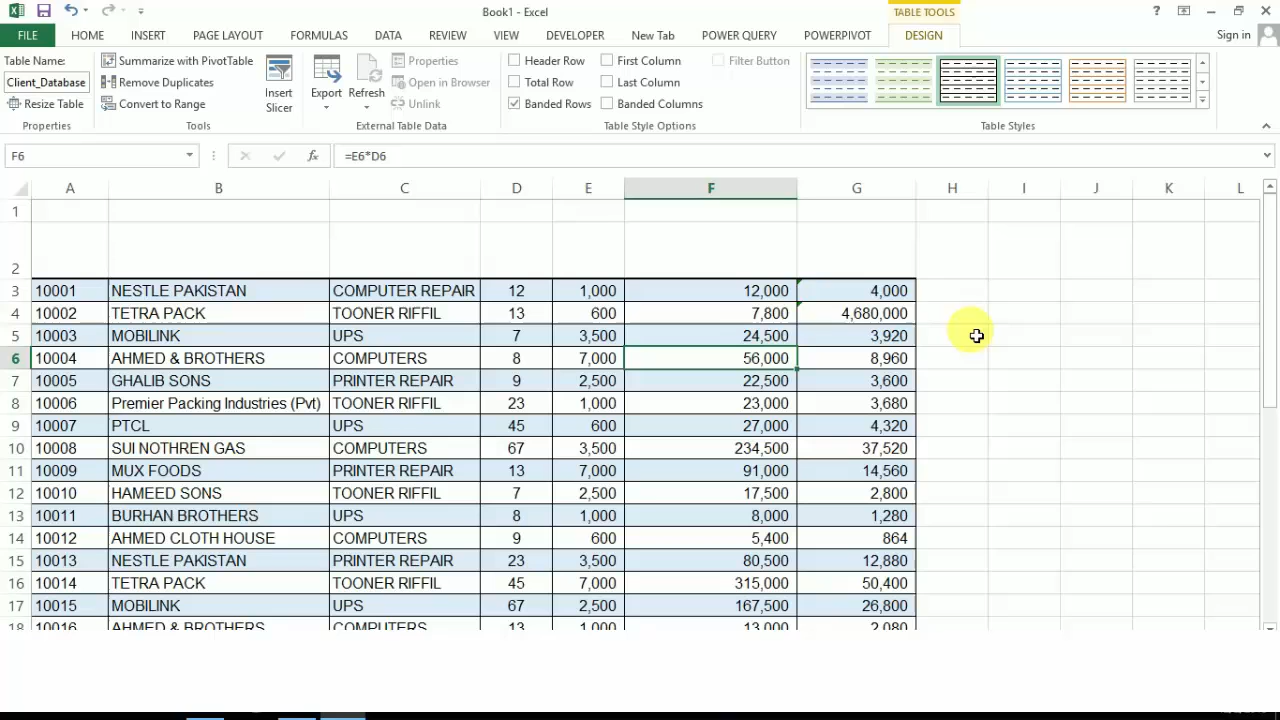 Book1 - Excel
TABLE TOOLS
?
FILE HOME INSERT PAGE LAYOUT FORMULAS DATA REVIEW VIEW DEVELOPER New Tab POWER QUERY POWERPIVOT DESIGN Sign in
Table Name: Summarize with PivotTable Properties Header Row First Column Filter Button
Client_Database Remove Duplicates Open in Browser Total Row Last Column
Resize Table Convert to Range Insert Slicer Export Refresh Unlink Banded Rows Banded Columns
Properties Tools External Table Data Table Style Options Table Styles
F6 fx =E6*D6
A B C D E F G H I J K L
1
2
3 10001 NESTLE PAKISTAN COMPUTER REPAIR 12 1,000 12,000 4,000
4 10002 TETRA PACK TOONER RIFFIL 13 600 7,800 4,680,000
5 10003 MOBILINK UPS 7 3,500 24,500 3,920
6 10004 AHMED & BROTHERS COMPUTERS 8 7,000 56,000 8,960
7 10005 GHALIB SONS PRINTER REPAIR 9 2,500 22,500 3,600
8 10006 Premier Packing Industries (Pvt) TOONER RIFFIL 23 1,000 23,000 3,680
9 10007 PTCL UPS 45 600 27,000 4,320
10 10008 SUI NOTHREN GAS COMPUTERS 67 3,500 234,500 37,520
11 10009 MUX FOODS PRINTER REPAIR 13 7,000 91,000 14,560
12 10010 HAMEED SONS TOONER RIFFIL 7 2,500 17,500 2,800
13 10011 BURHAN BROTHERS UPS 8 1,000 8,000 1,280
14 10012 AHMED CLOTH HOUSE COMPUTERS 9 600 5,400 864
15 10013 NESTLE PAKISTAN PRINTER REPAIR 23 3,500 80,500 12,880
16 10014 TETRA PACK TOONER RIFFIL 45 7,000 315,000 50,400
17 10015 MOBILINK UPS 67 2,500 167,500 26,800
18 10016 AHMED & BROTHERS COMPUTERS 13 1,000 13,000 2,080